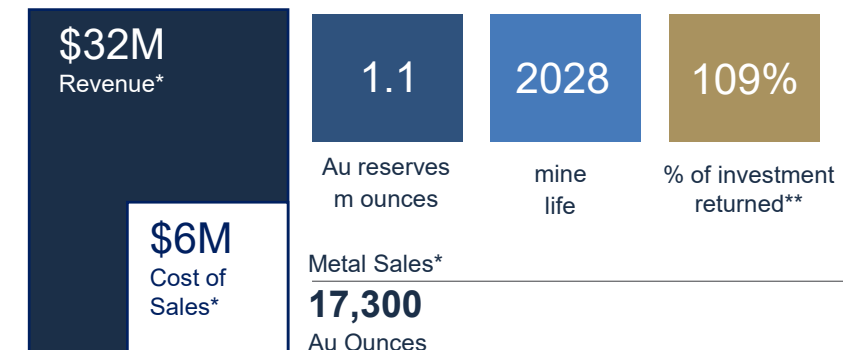 $32M
Revenue*
$6M
Cost of
Sales*
1.1
Au reserves
m ounces
2028
mine
life
109%
% of investment
returned**
Metal Sales*
17,300
Au Ounces